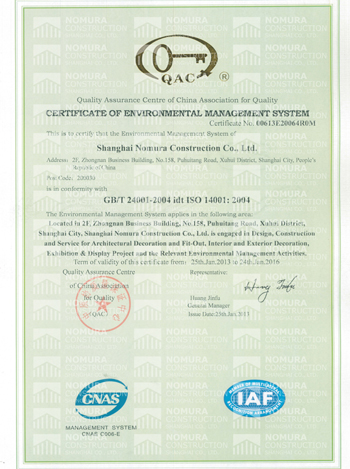 QAC ®
Quality Assurance Centre of China Association for Quality
CERTIFICATE OF ENVIRONMENTAL MANAGEMENT SYSTEM
Certificate No. 00613E20064R0M
This is to certify that the Environmental Management System of
Shanghai Nomura Construction Co., Ltd.
Address: 2F, Zhongnan Business Building, No.158, Puhuitang Road, Xuhui District, Shanghai City, People's
Republic of China
200030
is in conformity with
GB/T 24001-2004 idt ISO 14001: 2004
The Environmental Management System applies in the following area:
Located in 2F, Zhongnan Business Building, No.158, Puhuitang Road, Xuhui District,
Shanghai City, Shanghai Nomura Construction Co., Ltd. is engaged in Design, Construction
and Service for Architectural Decoration and Fit-Out, Interior and Exterior Decoration,
Exhibition & Display Project and the Relevant Environmental Management Activities.
Term of validity of this certificate from: 25th.Jan.2013 to 24th.Jan.2016
Quality Assurance Centre
of China Association
for Quality
(QAC)
Representative:
Huang Jinfu
General Manager
Issue Date:25th.Jan.2013
CNAS
MANAGEMENT SYSTEM
CNAS C006-E
IAF
NOMURA
CONSTRUCTION